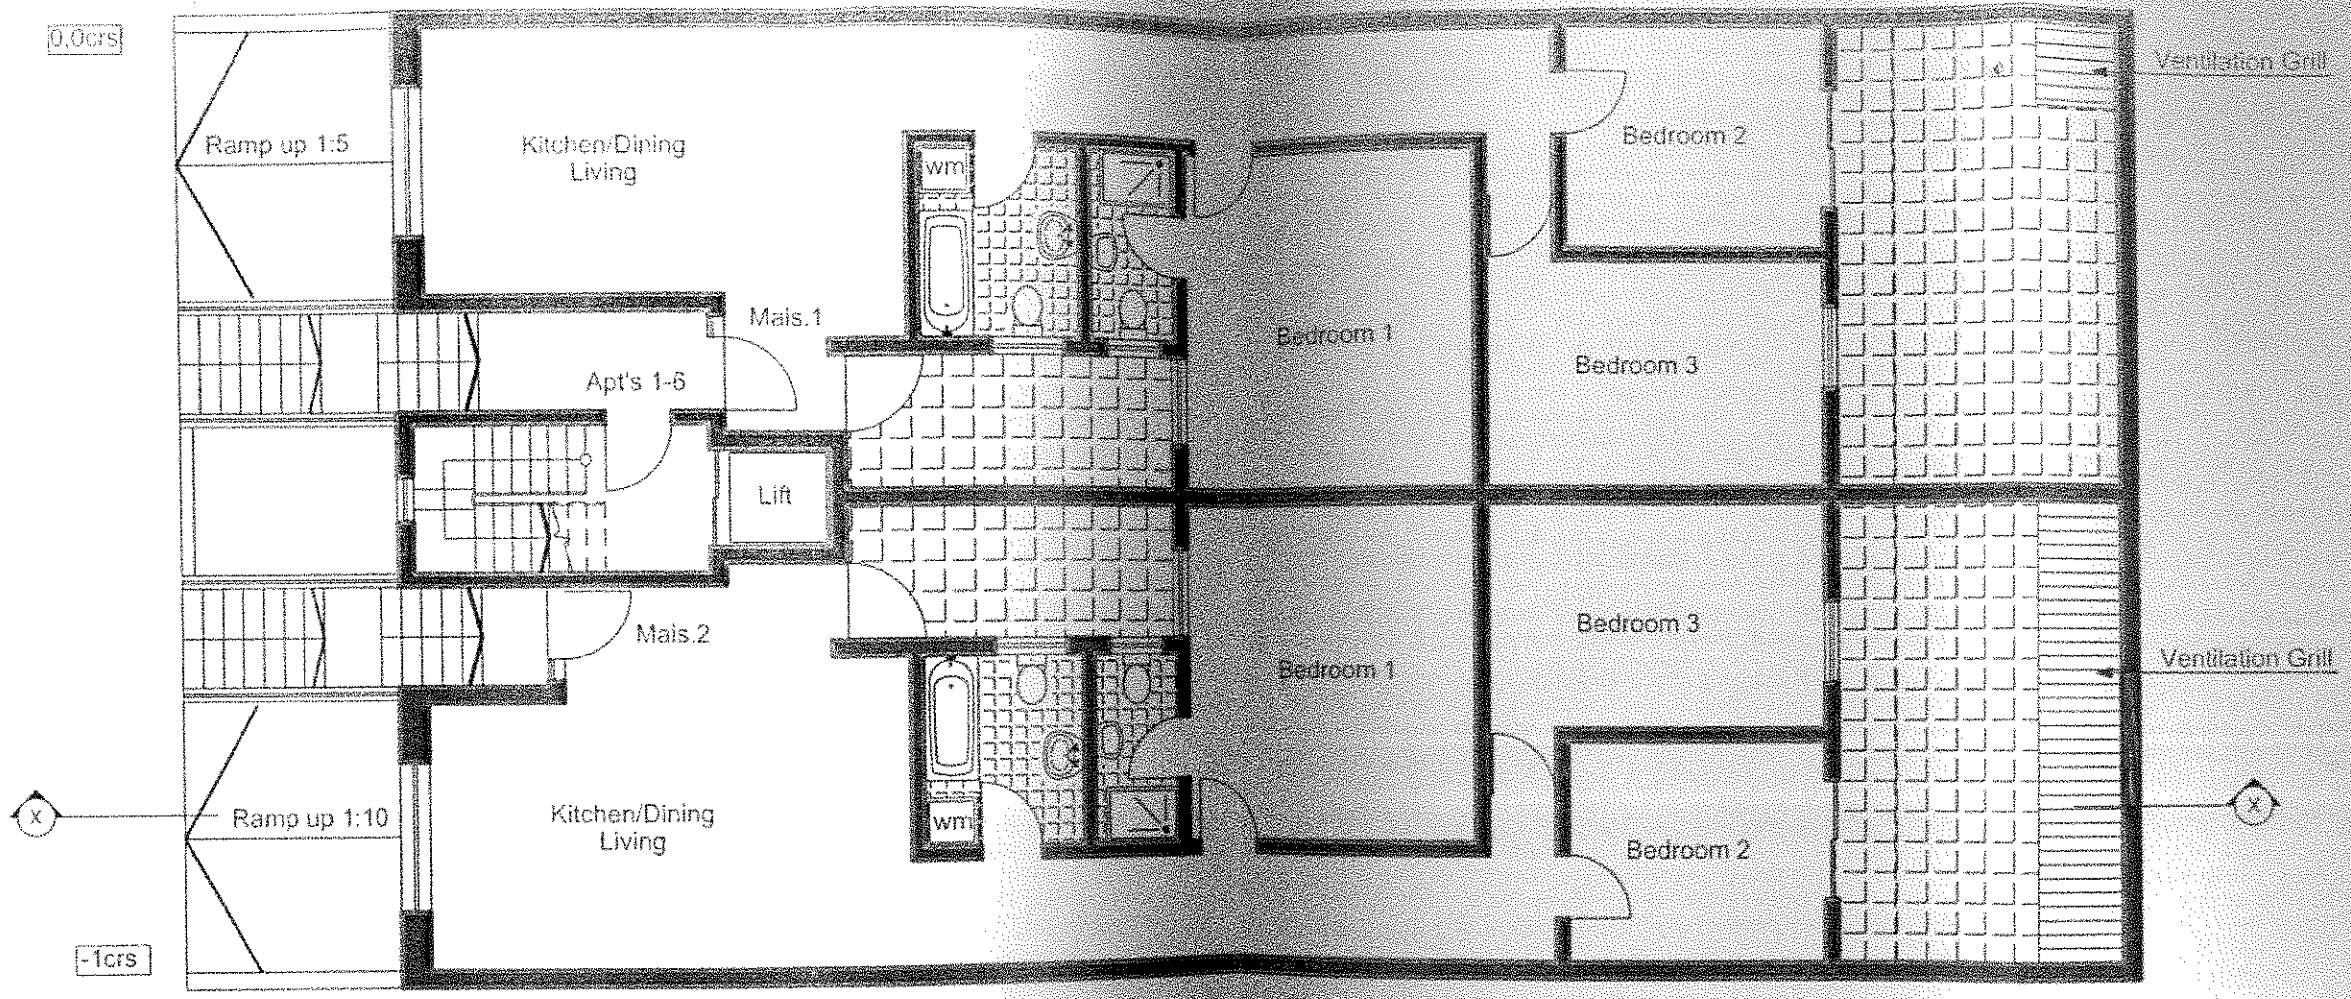 0,0crs
Ventilation Grill
Ramp up 1:5
Kitchen/Dining
Living
wm
Bedroom 2
Mais.1
Bedroom 1
Apt's 1-6
Bedroom 3
Lift
Mais.2
Bedroom 3
Bedroom 1
Ventilation Grill
x
Ramp up 1:10
Kitchen/Dining
Living
wm
Bedroom 2
x
-1crs